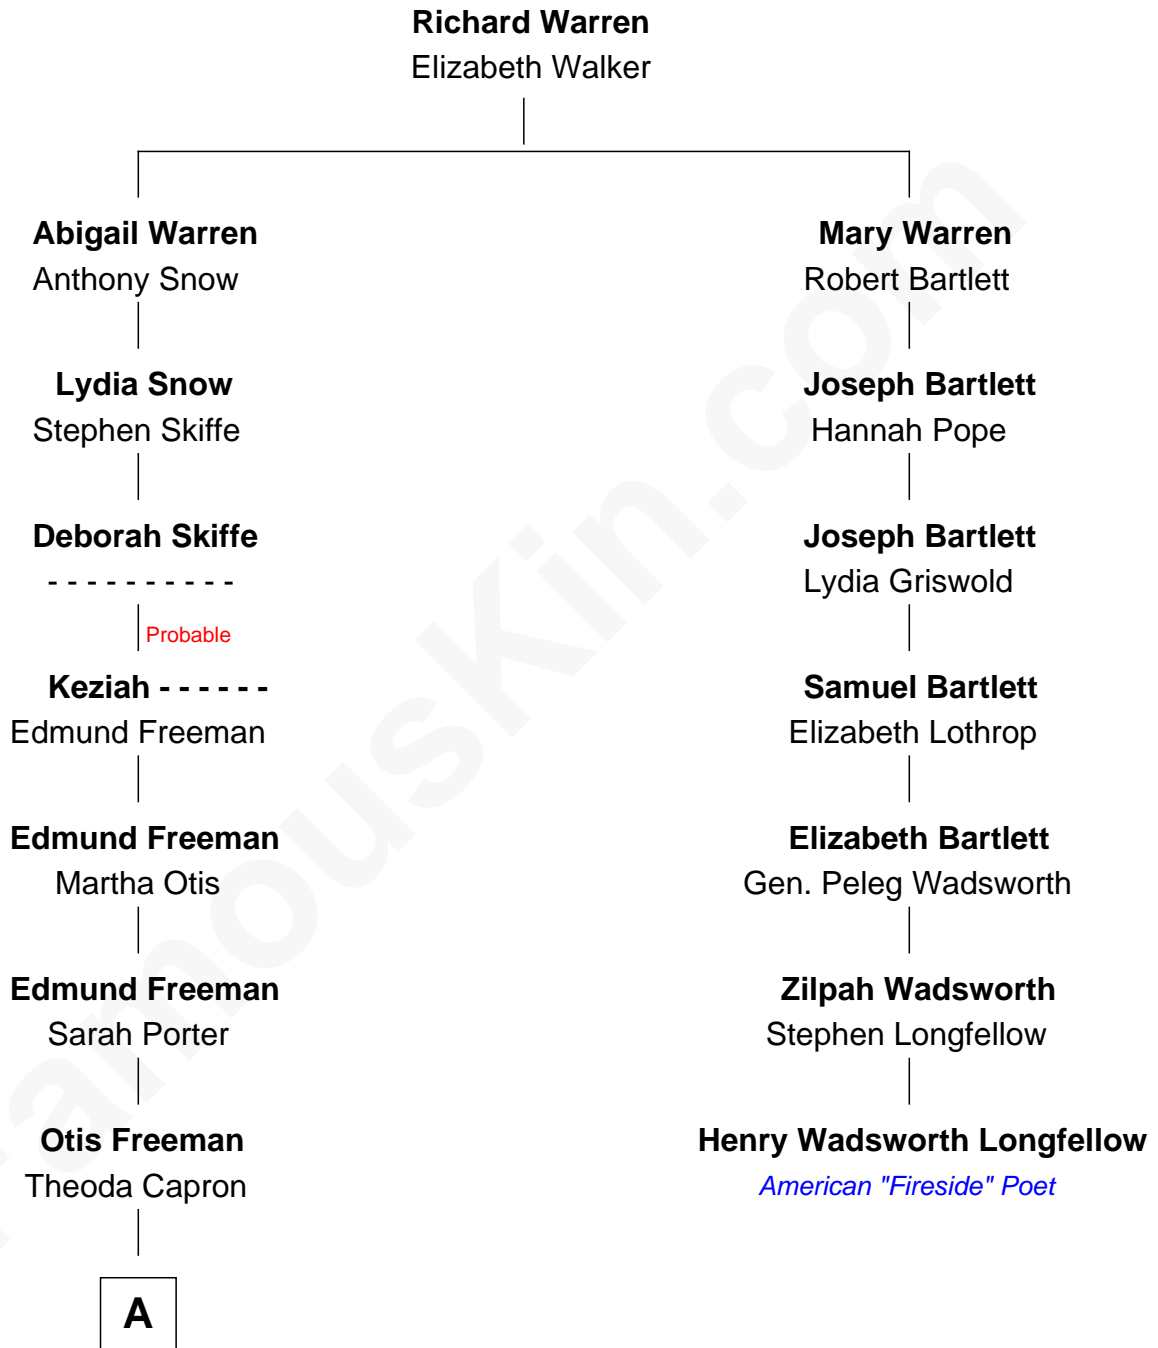 Richard Warren
Elizabeth Walker
Abigail Warren
Anthony Snow
Mary Warren
Robert Bartlett
Lydia Snow
Stephen Skiffe
Joseph Bartlett
Hannah Pope
Deborah Skiffe
- - - - - - - - - -
Joseph Bartlett
Lydia Griswold
Probable
Keziah - - - - - -
Edmund Freeman
Samuel Bartlett
Elizabeth Lothrop
Edmund Freeman
Martha Otis
Elizabeth Bartlett
Gen. Peleg Wadsworth
Edmund Freeman
Sarah Porter
Zilpah Wadsworth
Stephen Longfellow
Otis Freeman
Theoda Capron
Henry Wadsworth Longfellow
American "Fireside" Poet
A
FamousKin.com